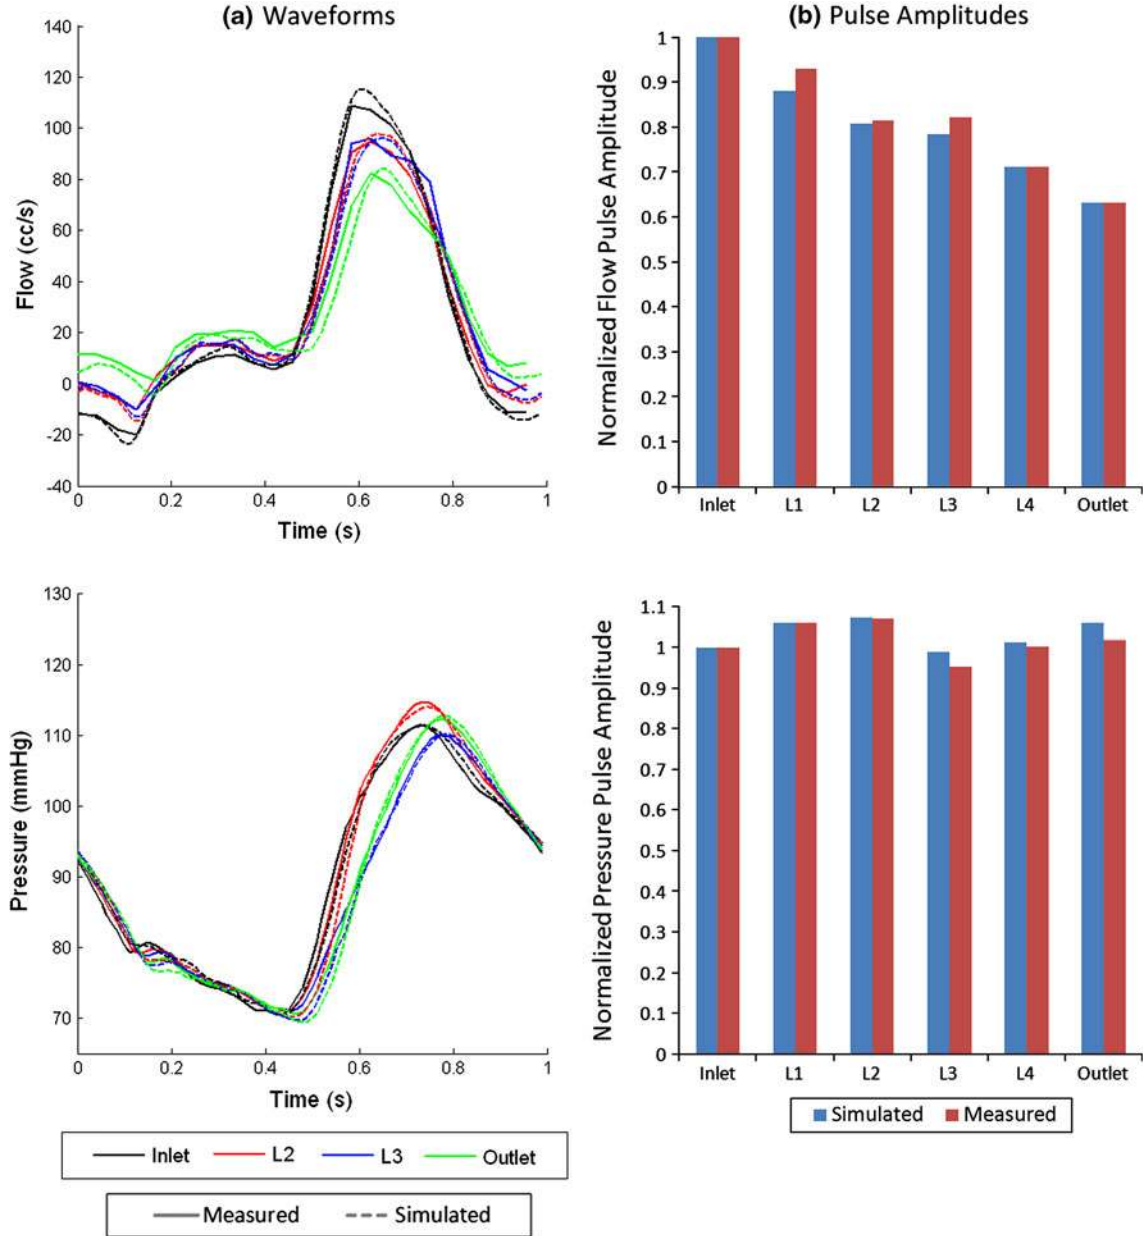 (a) Waveforms
Flow (cc/s)
140
120
100
80
60
40
20
0
-20
-40
0 0.2 0.4 0.6 0.8 1
Time (s)
(b) Pulse Amplitudes
Normalized Flow Pulse Amplitude
1
0.9
0.8
0.7
0.6
0.5
0.4
0.3
0.2
0.1
0
Inlet L1 L2 L3 L4 Outlet
Pressure (mmHg)
130
120
110
100
90
80
70
0 0.2 0.4 0.6 0.8 1
Time (s)
Inlet L2 L3 Outlet
Measured Simulated
Normalized Pressure Pulse Amplitude
1.1
1
0.9
0.8
0.7
0.6
0.5
0.4
0.3
0.2
0.1
0
Inlet L1 L2 L3 L4 Outlet
Simulated Measured